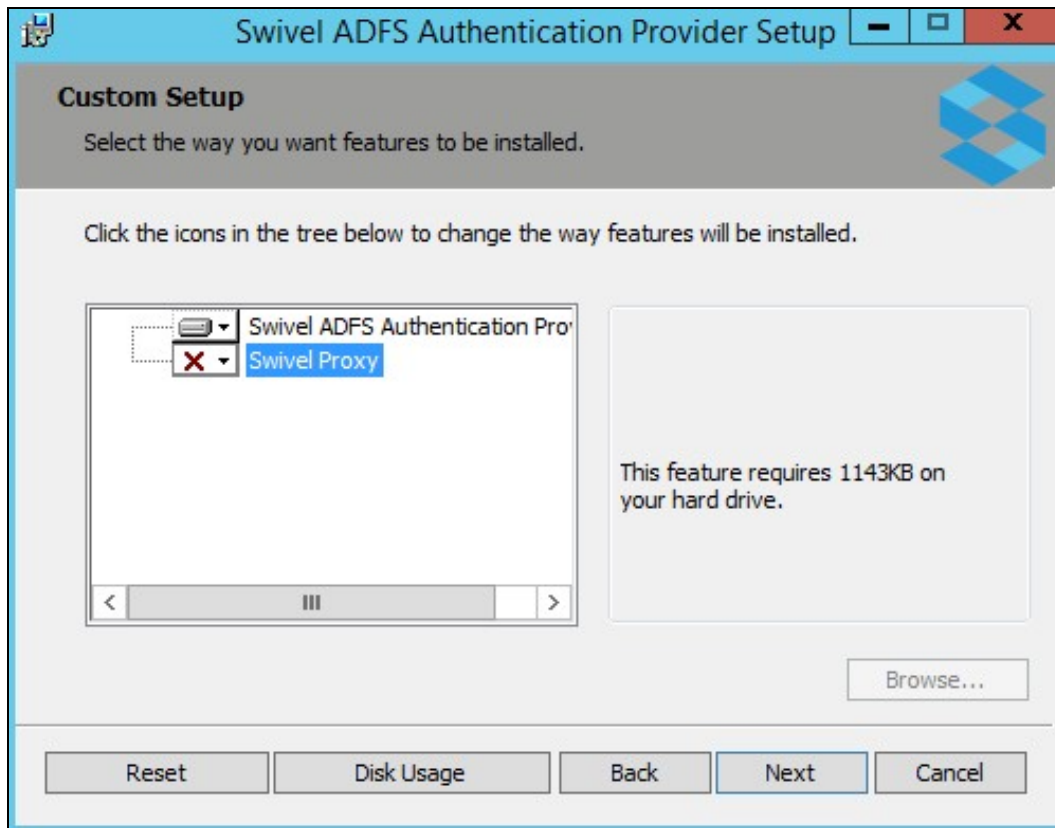 Swivel ADFS Authentication Provider Setup
Custom Setup
Select the way you want features to be installed.
Click the icons in the tree below to change the way features will be installed.
Swivel ADFS Authentication Pro
Swivel Proxy
This feature requires 1143KB on
your hard drive.
Browse...
Reset Disk Usage Back Next Cancel